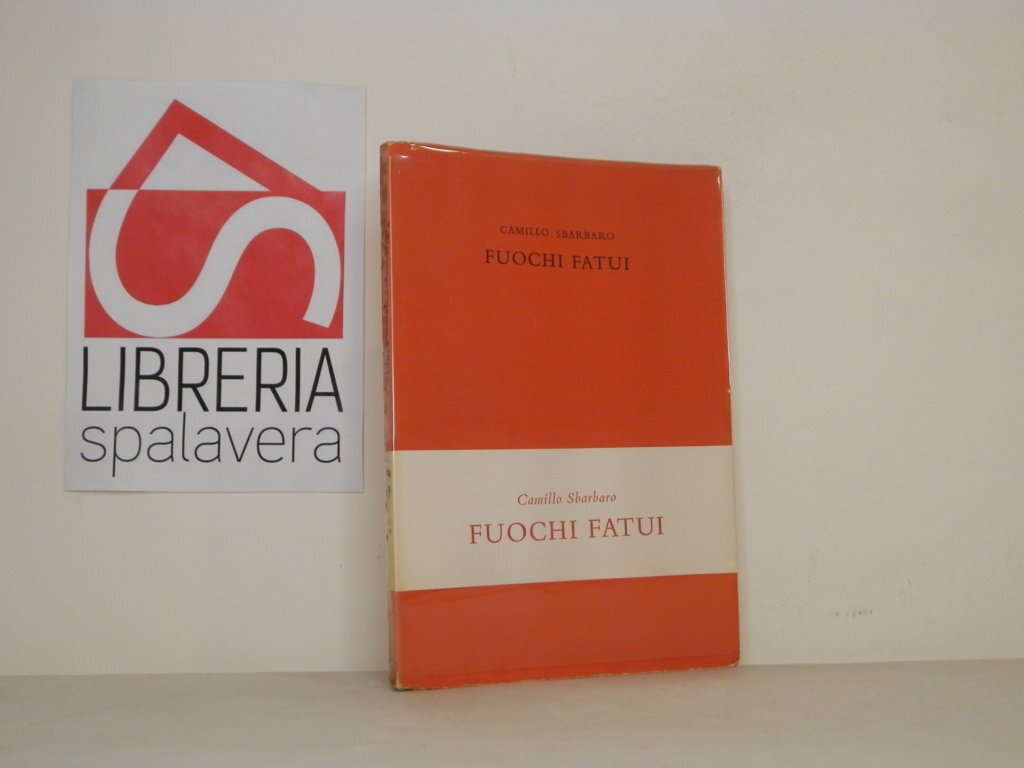 LIBRERIA
spalavera
CAMILLO SBARBARO
FUOCHI FATUI
Camillo Sbarbaro
FUOCHI FATUI